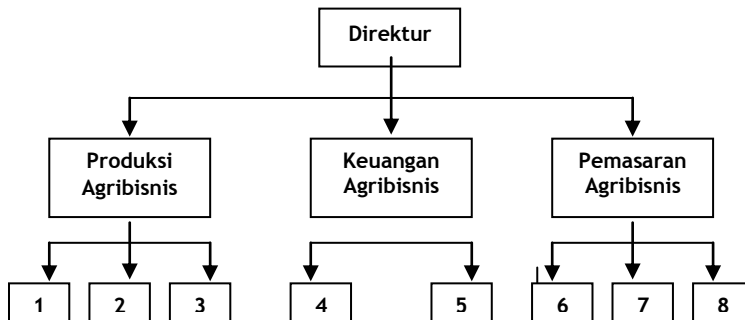 Direktur
Produksi
Agribisnis
Keuangan
Agribisnis
Pemasaran
Agribisnis
1
2
3
4
5
6
7
8